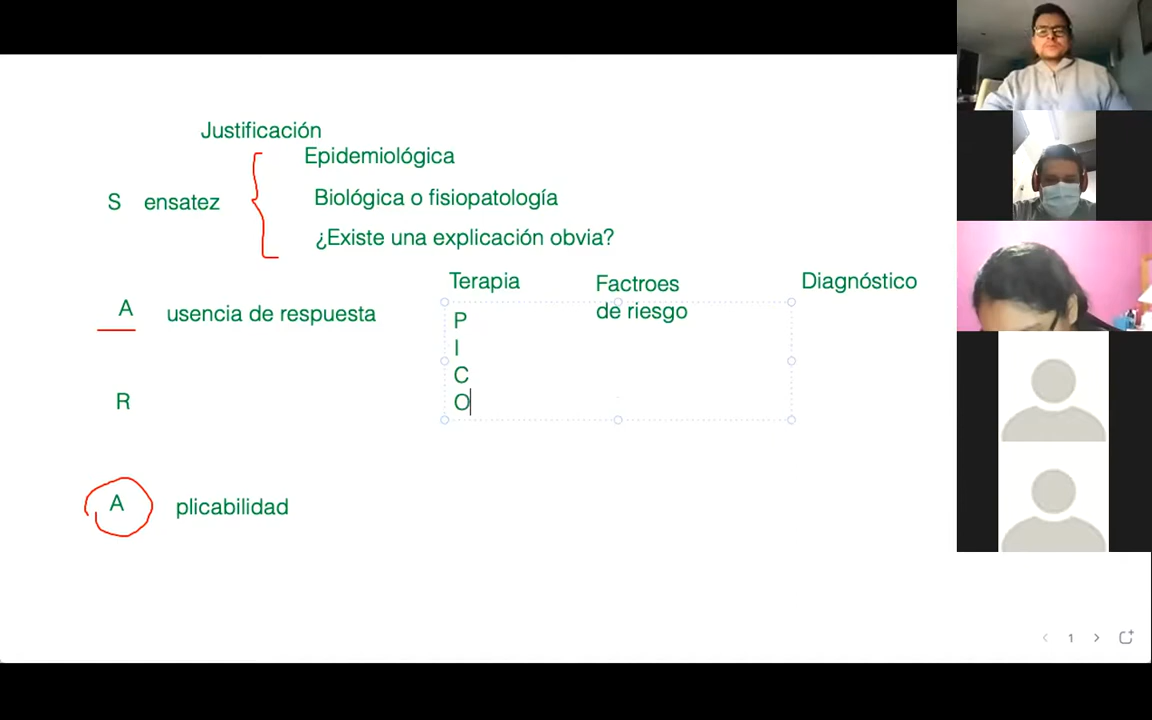 Justificación
Epidemiológica
S ensatez
Biológica o fisiopatología
¿Existe una explicación obvia?
Terapia
Factroes
de riesgo
Diagnóstico
A usencia de respuesta
P
I
C
O
R
A plicabilidad
1